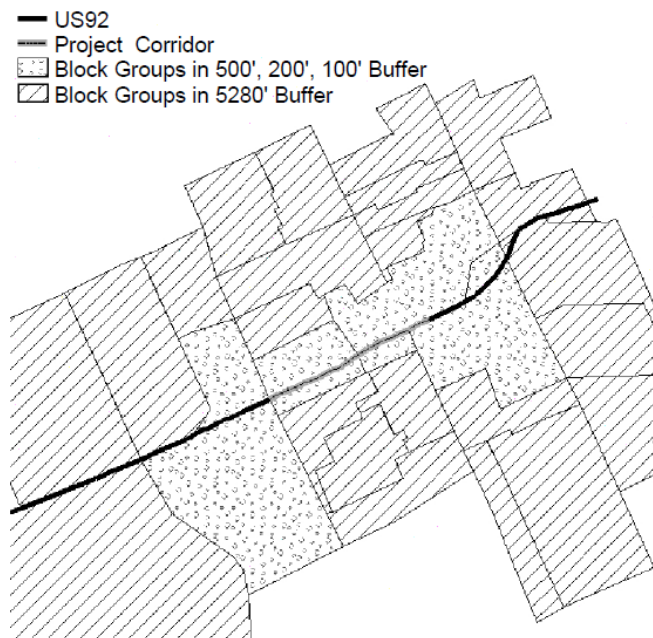 US92
Project Corridor
Block Groups in 500', 200', 100' Buffer
Block Groups in 5280' Buffer